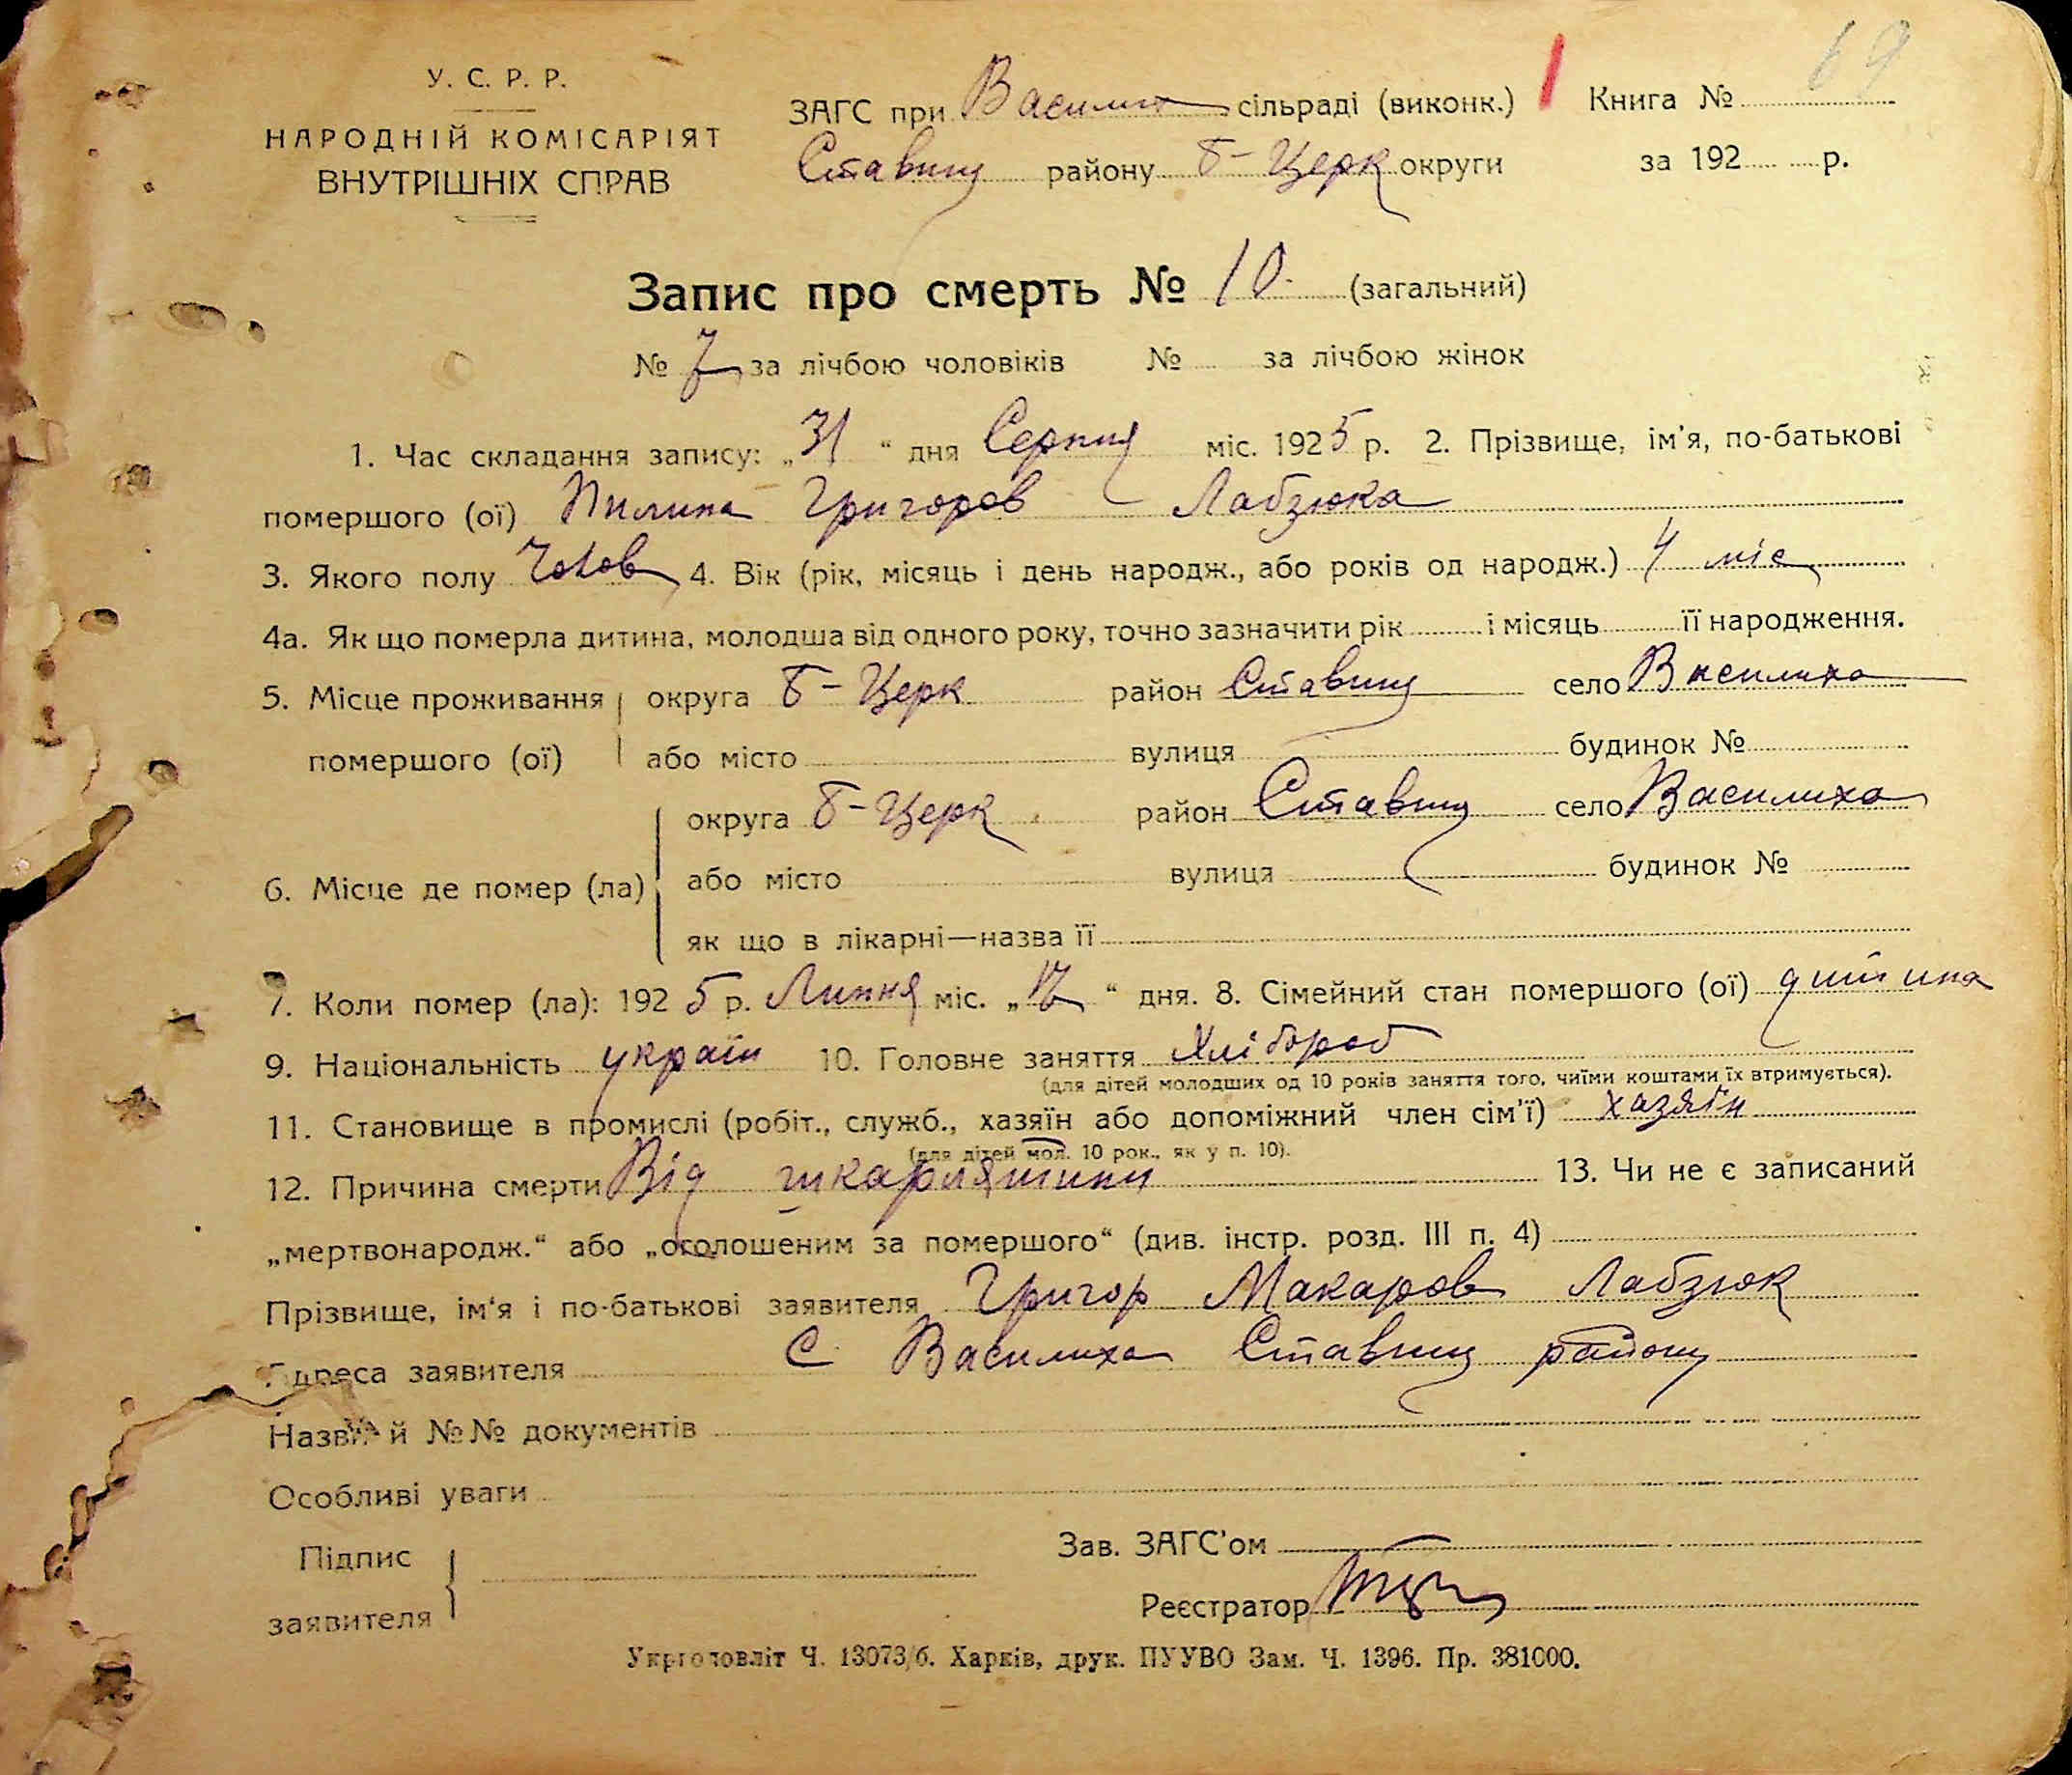 69
У. С. Р. Р.
НАРОДНІЙ КОМІСАРІЯТ
ВНУТРІШНІХ СПРАВ
ЗАГС при Васили сільраді (виконк.) Книга №
Ставищ району Б-Церк округи за 192 р.
Запис про смерть № 10. (загальний)
№ 7 за лічбою чоловіків № за лічбою жінок
1. Час складання запису: „31“ дня Серпня міс. 1925 р. 2. Прізвище, ім'я, по-батькові
помершого (ої) Пилипа Григоров Лабзюка
3. Якого полу Чолов 4. Вік (рік, місяць і день народж., або років од народж.) 4 міс
4а. Як що померла дитина, молодша від одного року, точно зазначити рік і місяць її народження.
5. Місце проживання округа Б-Церк район Ставищ село Василиха
помершого (ої) або місто вулиця будинок №
округа Б-Церк район Ставищ село Василиха
6. Місце де помер (ла) або місто вулиця будинок №
як що в лікарні—назва її
7. Коли помер (ла): 1925 р. Липня міс. „ “ дня. 8. Сімейний стан помершого (ої) дитина
9. Національність україн 10. Головне заняття Хлібороб
(для дітей молодших од 10 років заняття того, чиїми коштами їх втримується).
11. Становище в промислі (робіт., служб., хазяїн або допоміжний член сім'ї) хазяїн
(для дітей мол. 10 рок., як у п. 10).
12. Причина смерти Від шкарлятини 13. Чи не є записаний
„мертвонародж.“ або „оголошеним за помершого“ (див. інстр. розд. III п. 4)
Прізвище, ім'я і по-батькові заявителя Григор Макаров Лабзюк
Адреса заявителя С Василиха Ставищ району
Назви й №№ документів
Особливі уваги
Підпис
заявителя
Зав. ЗАГС'ом
Реєстратор
Укрголовліт Ч. 13073/б. Харків, друк. ПУУВО Зам. Ч. 1396. Пр. 381000.